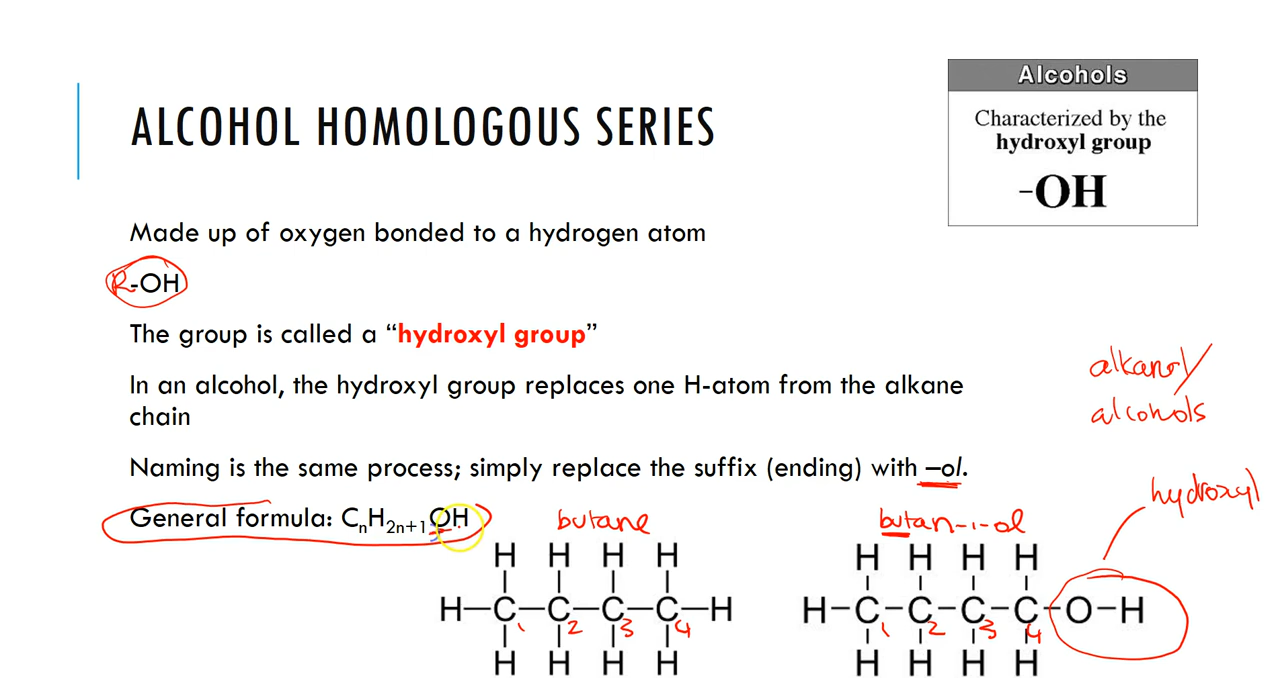 Alcohols
Characterized by the
hydroxyl group
-OH
ALCOHOL HOMOLOGOUS SERIES
Made up of oxygen bonded to a hydrogen atom
R-OH
The group is called a “hydroxyl group”
In an alcohol, the hydroxyl group replaces one H-atom from the alkane
chain
alkanol/
alcohols
Naming is the same process; simply replace the suffix (ending) with –ol.
hydroxyl
General formula: CnH2n+1OH
butane
butan-1-ol
H H H H
H-C-C-C-C-H
1 2 3 4
H H H H
H H H H
H-C-C-C-C-O-H
1 2 3 4
H H H H